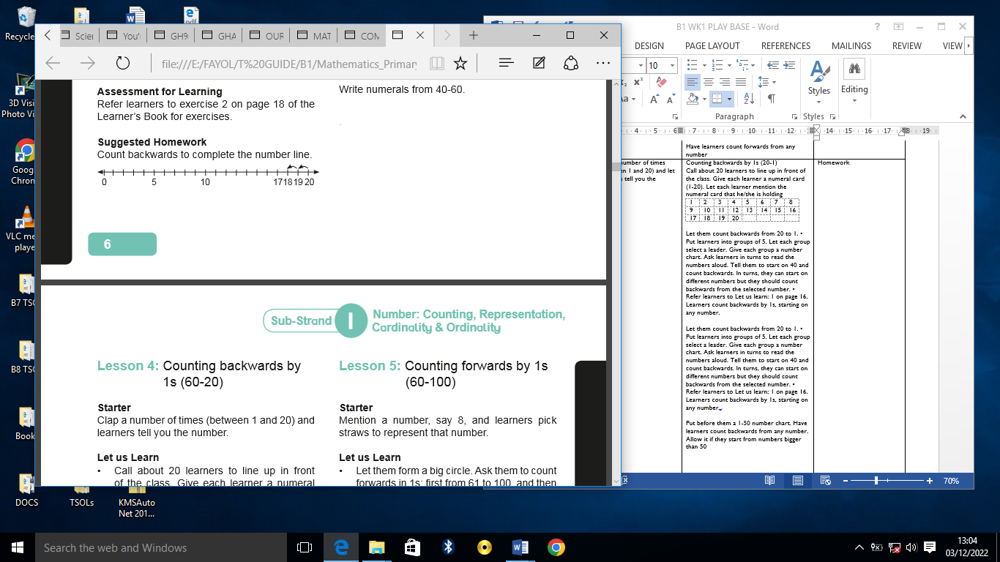 Recycle
pdf
3D Visi
Photo Vi
Goog
Chrom
VLC me
playe
B7 TSO
B8 TSO
Book
DOCS
TSOLs
KMSAuto
Net 201...
Scier
You'
GH9
GHA
OUR
MAT
COM
file:///E:/FAYOL/T%20GUIDE/B1/Mathematics_Primary
Assessment for Learning
Refer learners to exercise 2 on page 18 of the
Learner's Book for exercises.
Suggested Homework
Count backwards to complete the number line.
0 5 10 17 18 19 20
6
Write numerals from 40-60.
Sub-Strand 1 Number: Counting, Representation,
Cardinality & Ordinality
Lesson 4: Counting backwards by
1s (60-20)
Starter
Clap a number of times (between 1 and 20) and
learners tell you the number.
Let us Learn
• Call about 20 learners to line up in front
of the class. Give each learner a numeral
Lesson 5: Counting forwards by 1s
(60-100)
Starter
Mention a number, say 8, and learners pick
straws to represent that number.
Let us Learn
• Let them form a big circle. Ask them to count
forwards in 1s; first from 61 to 100, and then
B1 WK1 PLAY BASE - Word
DESIGN PAGE LAYOUT REFERENCES MAILINGS REVIEW VIEW
10
Styles
Editing
Paragraph
Styles
4 5 6 7 8 9 10 11 12 13 14 15 16 17 18 19
Have learners count forwards from any
number
umber of times
n 1 and 20) and let
s tell you the
Counting backwards by 1s (20-1)
Call about 20 learners to line up in front of
the class. Give each learner a numeral card
(1-20). Let each learner mention the
numeral card that he/she is holding
1 2 3 4 5 6 7 8
9 10 11 12 13 14 15 16
17 18 19 20
Let them count backwards from 20 to 1. •
Put learners into groups of 5. Let each group
select a leader. Give each group a number
chart. Ask learners in turns to read the
numbers aloud. Tell them to start on 40 and
count backwards. In turns, they can start on
different numbers but they should count
backwards from the selected number. •
Refer learners to Let us learn: 1 on page 16.
Learners count backwards by 1s, starting on
any number.
Let them count backwards from 20 to 1. •
Put learners into groups of 5. Let each group
select a leader. Give each group a number
chart. Ask learners in turns to read the
numbers aloud. Tell them to start on 40 and
count backwards. In turns, they can start on
different numbers but they should count
backwards from the selected number. •
Refer learners to Let us learn: 1 on page 16.
Learners count backwards by 1s, starting on
any number.
Put before them a 1-50 number chart. Have
learners count backwards from any number.
Allow it if they start from numbers bigger
than 50
Homework
70%
Search the web and Windows
13:04
03/12/2022